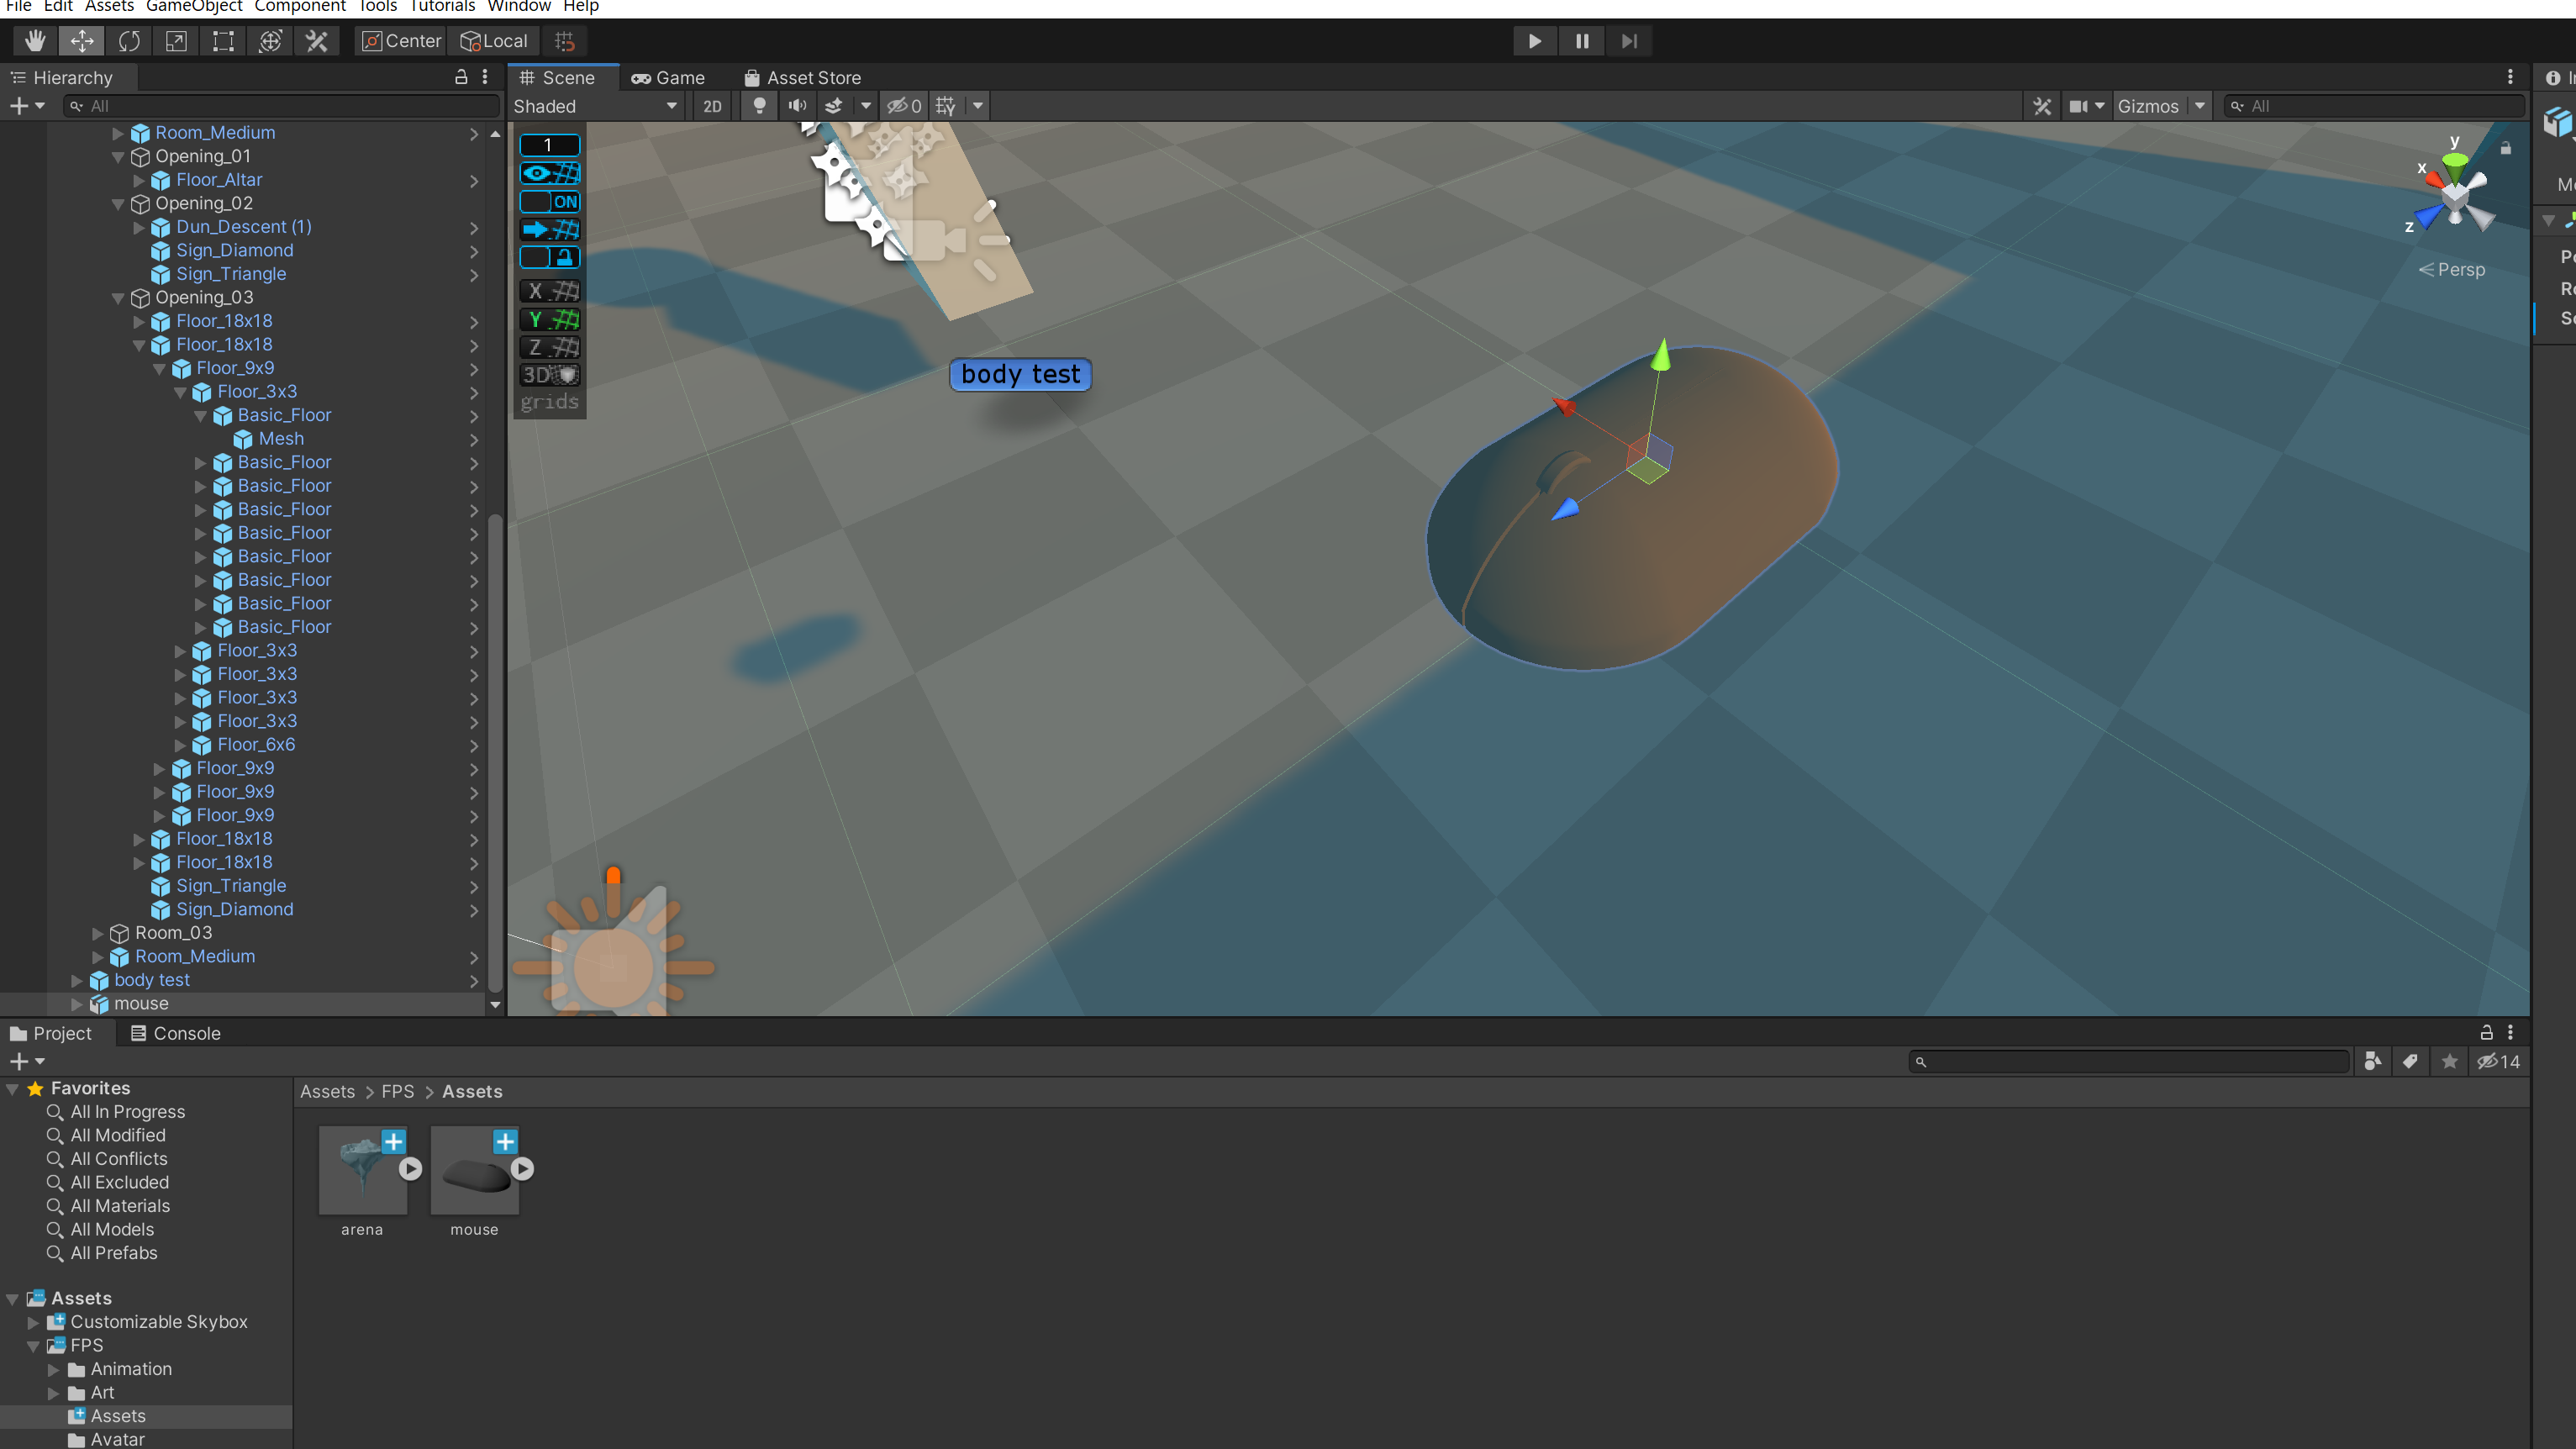 File Edit Assets GameObject Component Tools Tutorials Window Help
Center Local
Hierarchy
All
Room_Medium
Opening_01
Floor_Altar
Opening_02
Dun_Descent (1)
Sign_Diamond
Sign_Triangle
Opening_03
Floor_18x18
Floor_18x18
Floor_9x9
Floor_3x3
Basic_Floor
Mesh
Basic_Floor
Basic_Floor
Basic_Floor
Basic_Floor
Basic_Floor
Basic_Floor
Basic_Floor
Basic_Floor
Floor_3x3
Floor_3x3
Floor_3x3
Floor_3x3
Floor_6x6
Floor_9x9
Floor_9x9
Floor_9x9
Floor_18x18
Floor_18x18
Sign_Triangle
Sign_Diamond
Room_03
Room_Medium
body test
mouse
Scene Game Asset Store
Shaded 2D 0 Gizmos All
1
ON
X
Y
Z
3D
grids
body test
y
x
z
Persp
Project Console
14
Favorites
All In Progress
All Modified
All Conflicts
All Excluded
All Materials
All Models
All Prefabs
Assets
Customizable Skybox
FPS
Animation
Art
Assets
Avatar
Assets > FPS > Assets
arena mouse